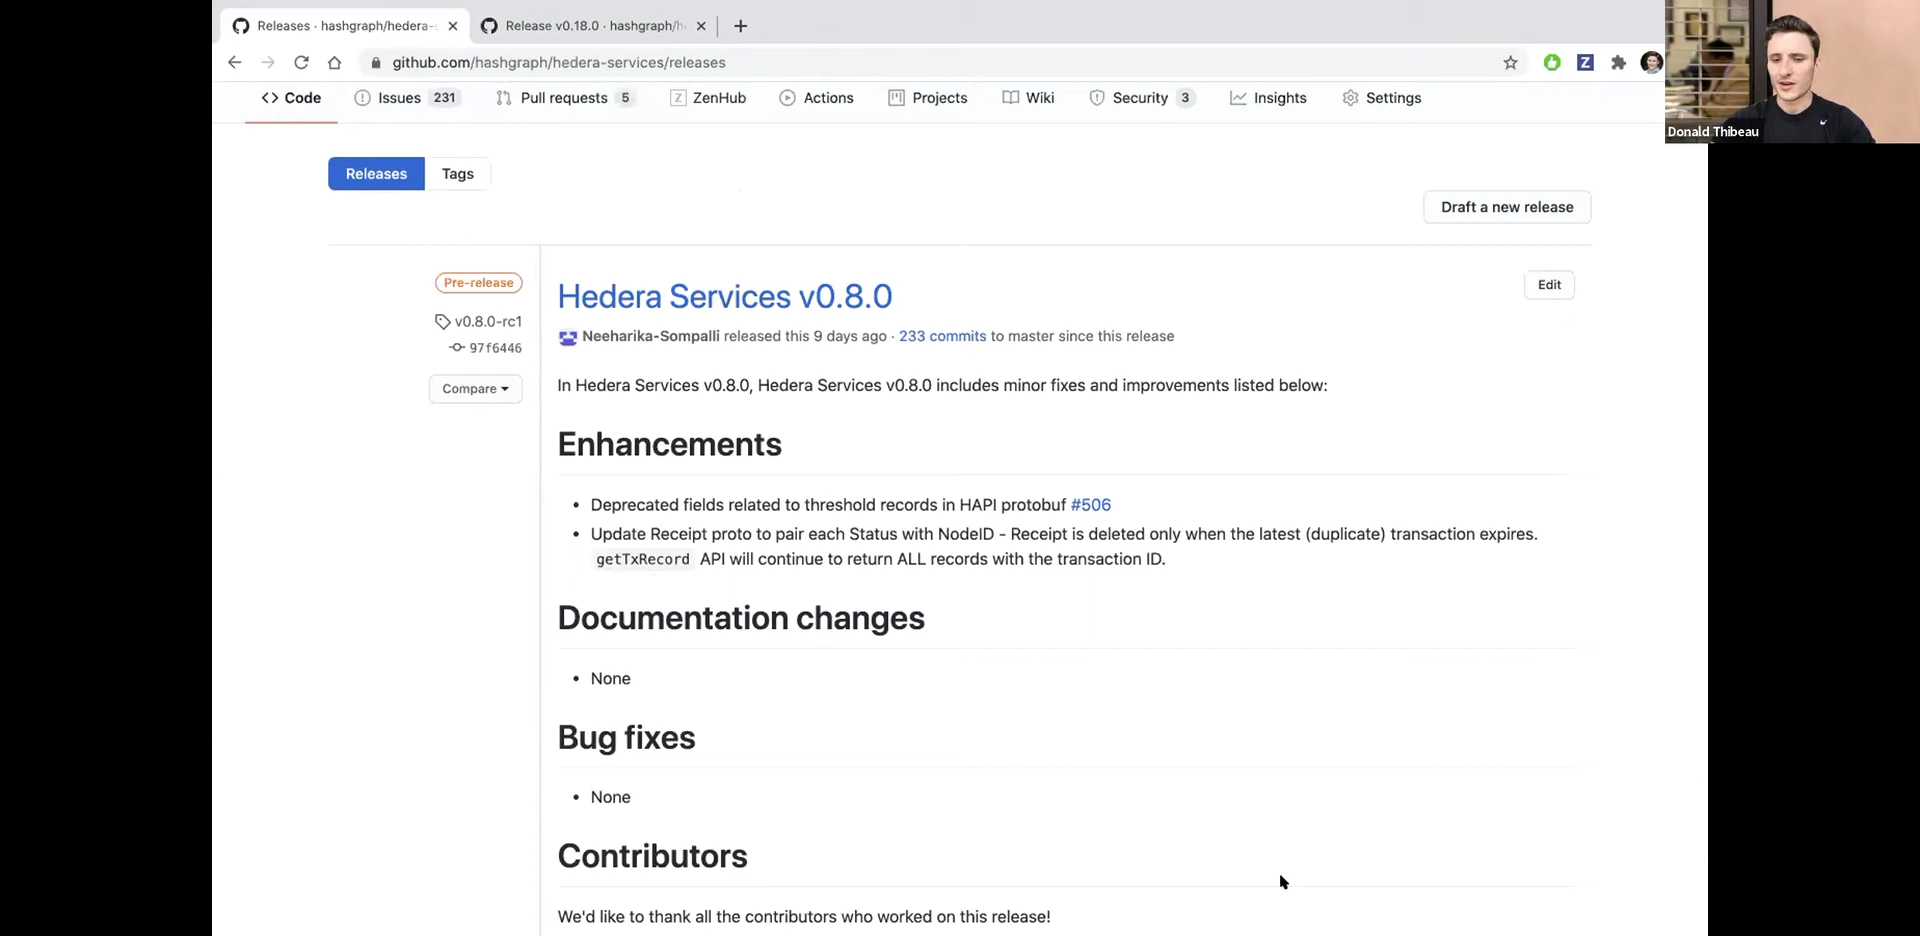 Releases · hashgraph/hedera-
Release v0.18.0 · hashgraph/h
github.com/hashgraph/hedera-services/releases
Z
Donald Thibeau
<> Code
Issues 231
Pull requests 5
Z ZenHub
Actions
Projects
Wiki
Security 3
Insights
Settings
Releases
Tags
Draft a new release
Pre-release
v0.8.0-rc1
97f6446
Compare
Hedera Services v0.8.0
Edit
Neeharika-Sompalli released this 9 days ago · 233 commits to master since this release
In Hedera Services v0.8.0, Hedera Services v0.8.0 includes minor fixes and improvements listed below:
Enhancements
• Deprecated fields related to threshold records in HAPI protobuf #506
• Update Receipt proto to pair each Status with NodeID - Receipt is deleted only when the latest (duplicate) transaction expires.
getTxRecord API will continue to return ALL records with the transaction ID.
Documentation changes
• None
Bug fixes
• None
Contributors
We'd like to thank all the contributors who worked on this release!